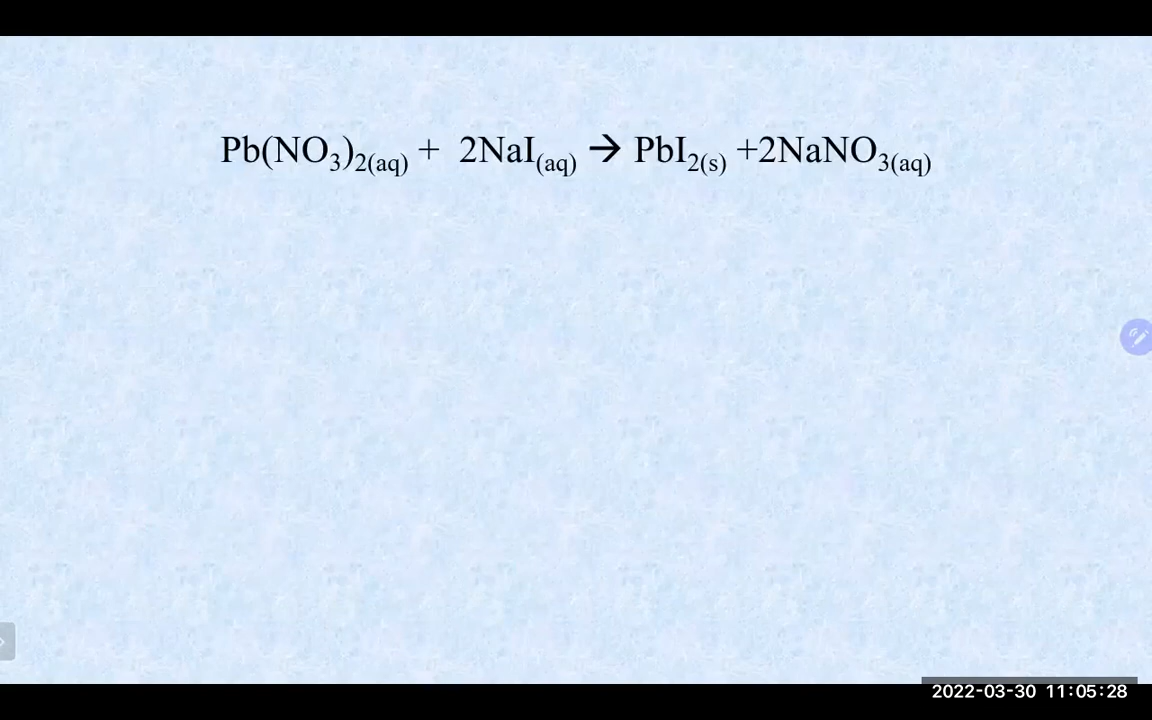 Pb(NO₃)₂(aq) + 2NaI(aq) → PbI₂(s) +2NaNO₃(aq)
2022-03-30 11:05:28